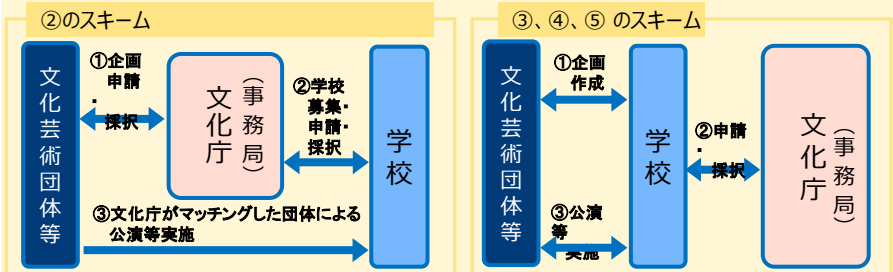 ②のスキーム
文化芸術団体等
①企画
申請
・
採択
文化庁
（事務局）
②学校
募集・
申請・
採択
学校
③文化庁がマッチングした団体による
公演等実施
③、④、⑤ のスキーム
文化芸術団体等
①企画
作成
③公演
等
実施
学校
②申請
・
採択
文化庁
（事務局）